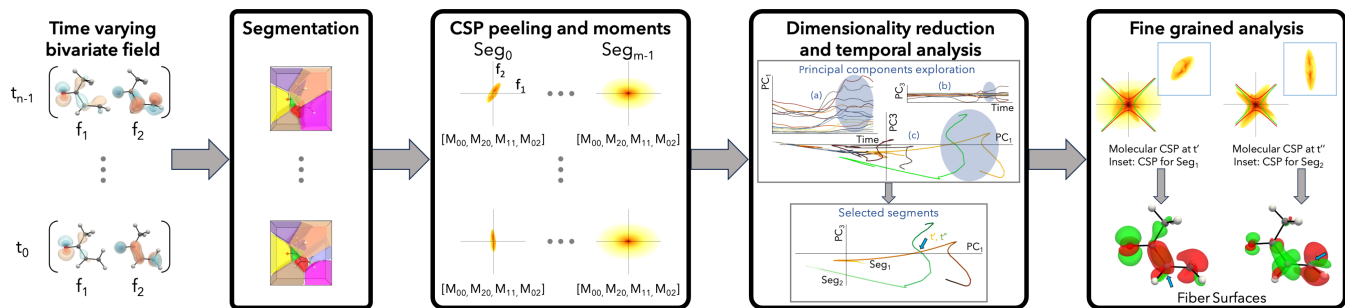 Time varying
bivariate field
t_{n-1}
f_1
f_2
t_0
f_1
f_2
Segmentation
CSP peeling and moments
Seg_0
Seg_{m-1}
f_2
f_1
[M_{00}, M_{20}, M_{11}, M_{02}]
[M_{00}, M_{20}, M_{11}, M_{02}]
[M_{00}, M_{20}, M_{11}, M_{02}]
[M_{00}, M_{20}, M_{11}, M_{02}]
Dimensionality reduction
and temporal analysis
Principal components exploration
PC_1
(a)
Time
PC_3
(b)
Time
PC3
(c)
PC_1
Selected segments
PC_3
t', t''
PC_1
Seg_1
Seg_2
Fine grained analysis
Molecular CSP at t'
Inset: CSP for Seg_1
Molecular CSP at t''
Inset: CSP for Seg_2
Fiber Surfaces